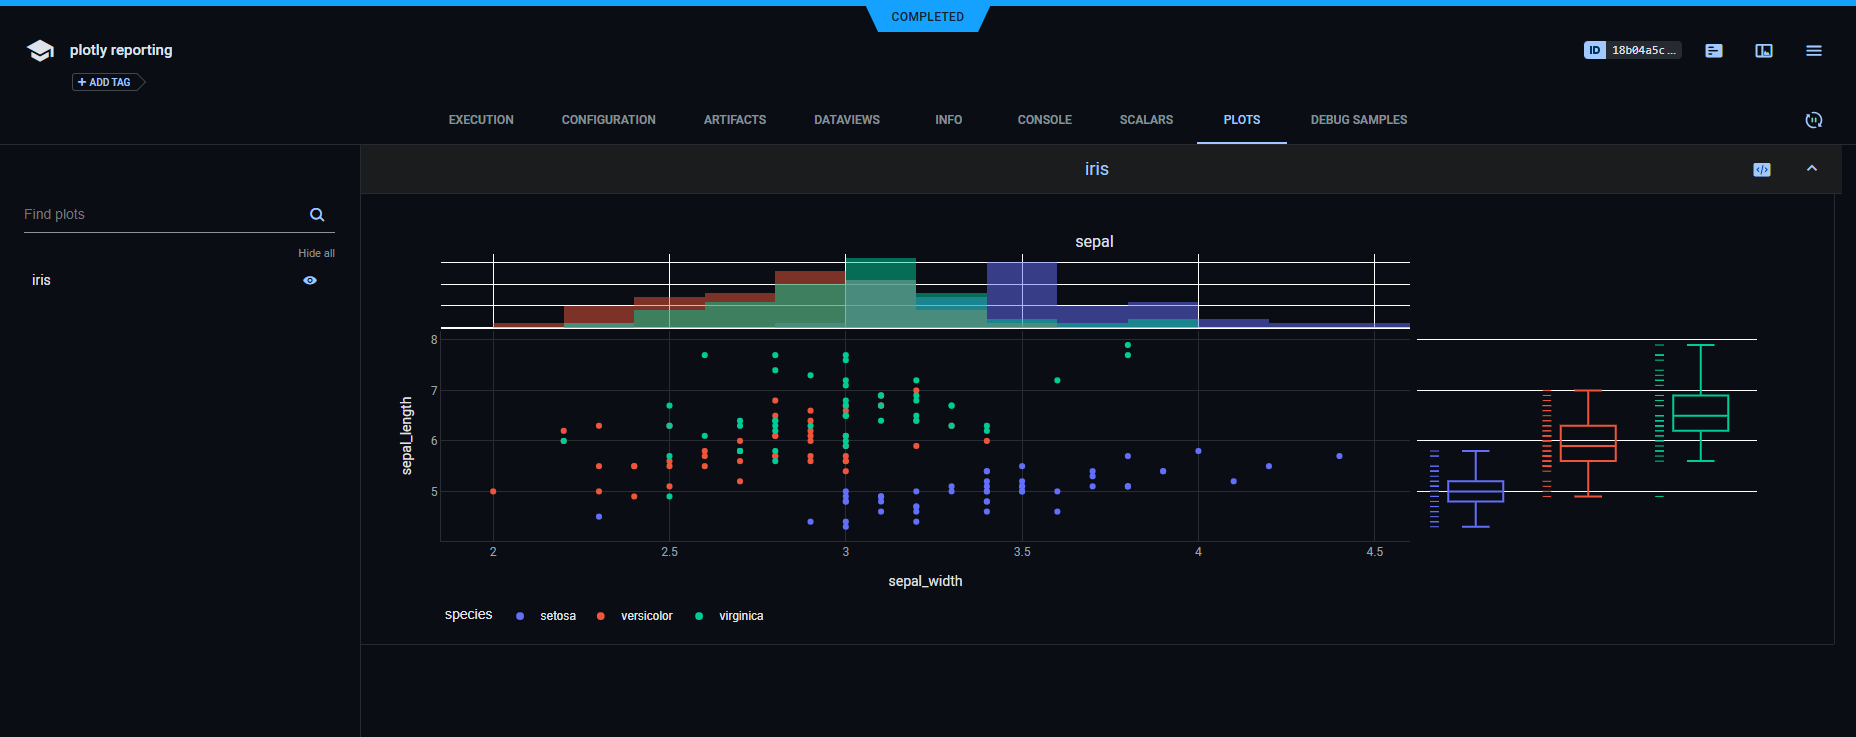 COMPLETED
plotly reporting
ID 18b04a5c ...
+ ADD TAG
EXECUTION CONFIGURATION ARTIFACTS DATAVIEWS INFO CONSOLE SCALARS PLOTS DEBUG SAMPLES
iris
Find plots
Hide all
iris
sepal
8
7
6
5
sepal_length
2 2.5 3 3.5 4 4.5
sepal_width
species setosa versicolor virginica